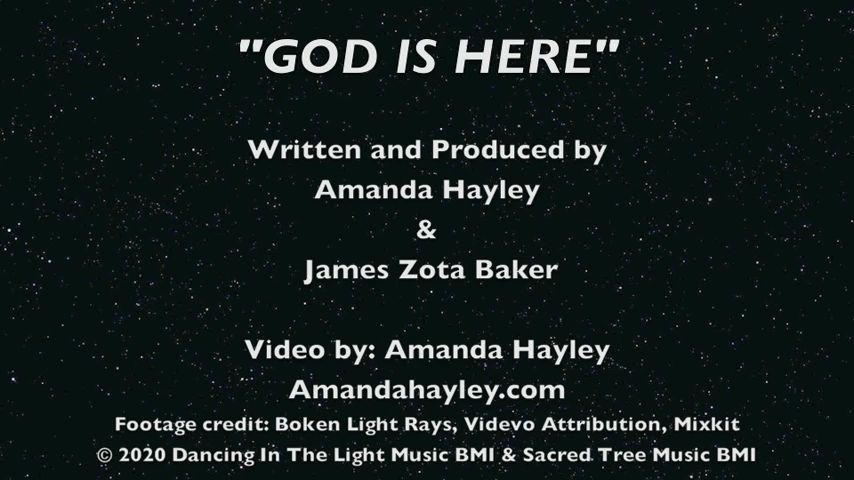 "GOD IS HERE"
Written and Produced by
Amanda Hayley
&
James Zota Baker
Video by: Amanda Hayley
Amandahayley.com
Footage credit: Boken Light Rays, Videvo Attribution, Mixkit
© 2020 Dancing In The Light Music BMI & Sacred Tree Music BMI